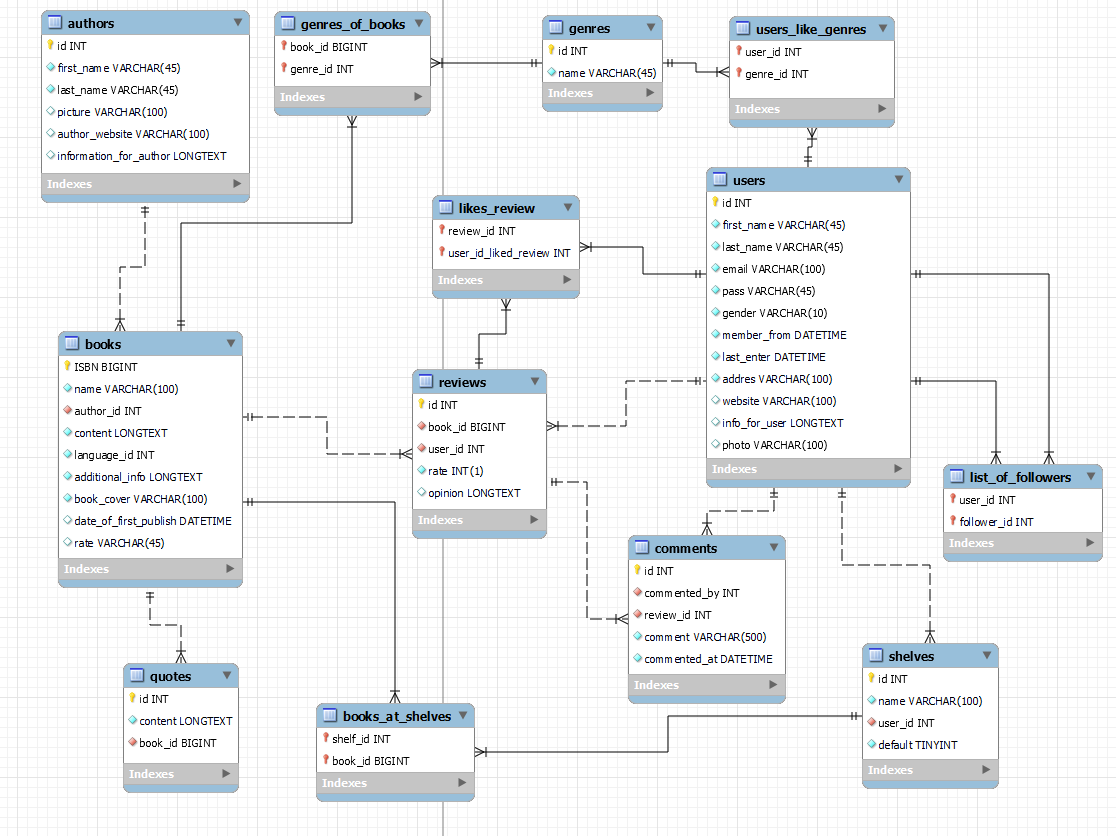 authors
id INT
first_name VARCHAR(45)
last_name VARCHAR(45)
picture VARCHAR(100)
author_website VARCHAR(100)
information_for_author LONGTEXT
Indexes
genres_of_books
book_id BIGINT
genre_id INT
Indexes
genres
id INT
name VARCHAR(45)
Indexes
users_like_genres
user_id INT
genre_id INT
Indexes
likes_review
review_id INT
user_id_liked_review INT
Indexes
users
id INT
first_name VARCHAR(45)
last_name VARCHAR(45)
email VARCHAR(100)
pass VARCHAR(45)
gender VARCHAR(10)
member_from DATETIME
last_enter DATETIME
addres VARCHAR(100)
website VARCHAR(100)
info_for_user LONGTEXT
photo VARCHAR(100)
Indexes
books
ISBN BIGINT
name VARCHAR(100)
author_id INT
content LONGTEXT
language_id INT
additional_info LONGTEXT
book_cover VARCHAR(100)
date_of_first_publish DATETIME
rate VARCHAR(45)
Indexes
reviews
id INT
book_id BIGINT
user_id INT
rate INT(1)
opinion LONGTEXT
Indexes
list_of_followers
user_id INT
follower_id INT
Indexes
comments
id INT
commented_by INT
review_id INT
comment VARCHAR(500)
commented_at DATETIME
Indexes
quotes
id INT
content LONGTEXT
book_id BIGINT
Indexes
books_at_shelves
shelf_id INT
book_id BIGINT
Indexes
shelves
id INT
name VARCHAR(100)
user_id INT
default TINYINT
Indexes